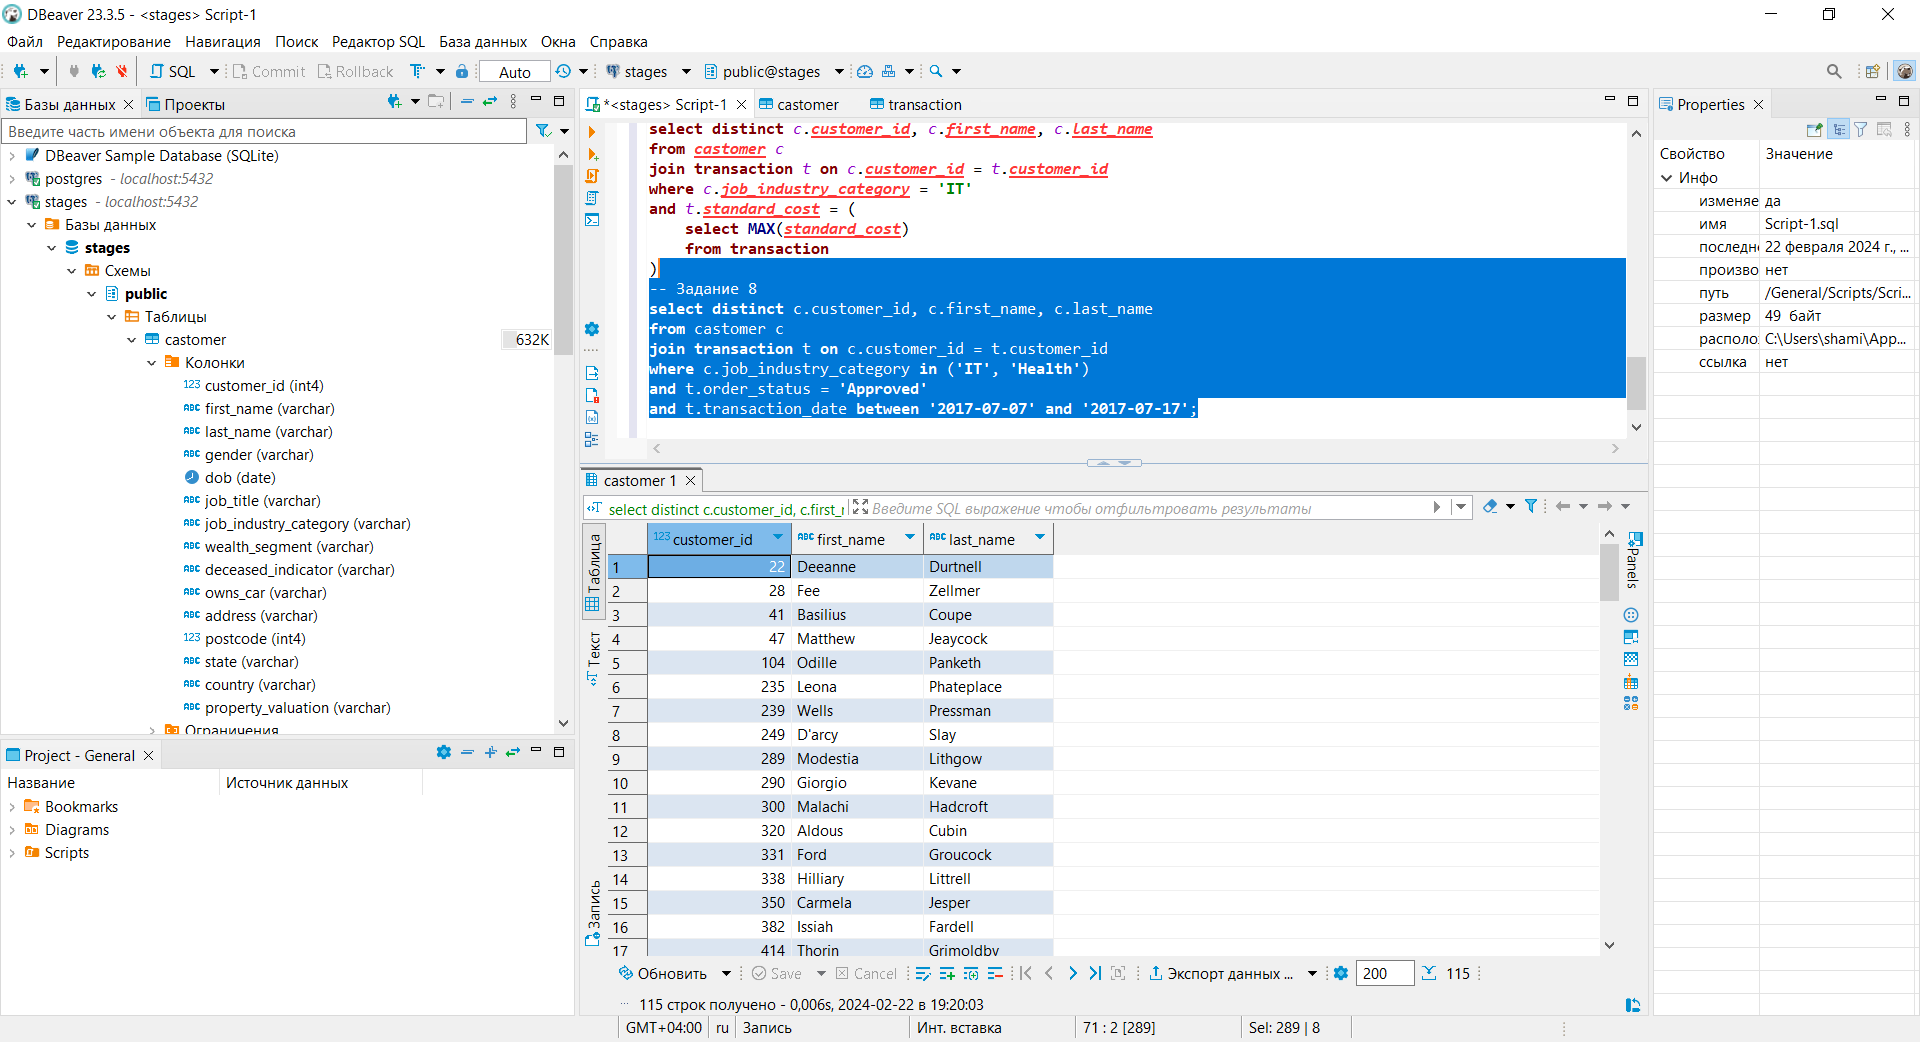 DBeaver 23.3.5 - <stages> Script-1
Файл Редактирование Навигация Поиск Редактор SQL База данных Окна Справка
SQL Commit Rollback Auto stages public@stages
Базы данных Проекты
Введите часть имени объекта для поиска
DBeaver Sample Database (SQLite)
postgres - localhost:5432
stages - localhost:5432
Базы данных
stages
Схемы
public
Таблицы
castomer 632K
Колонки
123 customer_id (int4)
ABC first_name (varchar)
ABC last_name (varchar)
ABC gender (varchar)
dob (date)
ABC job_title (varchar)
ABC job_industry_category (varchar)
ABC wealth_segment (varchar)
ABC deceased_indicator (varchar)
ABC owns_car (varchar)
ABC address (varchar)
123 postcode (int4)
ABC state (varchar)
ABC country (varchar)
ABC property_valuation (varchar)
Ограничения
Project - General
Название Источник данных
Bookmarks
Diagrams
Scripts
*<stages> Script-1 castomer transaction
select distinct c.customer_id, c.first_name, c.last_name
from castomer c
join transaction t on c.customer_id = t.customer_id
where c.job_industry_category = 'IT'
and t.standard_cost = (
select MAX(standard_cost)
from transaction
)
-- Задание 8
select distinct c.customer_id, c.first_name, c.last_name
from castomer c
join transaction t on c.customer_id = t.customer_id
where c.job_industry_category in ('IT', 'Health')
and t.order_status = 'Approved'
and t.transaction_date between '2017-07-07' and '2017-07-17';
castomer 1
select distinct c.customer_id, c.first_r Введите SQL выражение чтобы отфильтровать результаты
Таблица
Текст
Запись
123 customer_id ABC first_name ABC last_name
1 22 Deeanne Durtnell
2 28 Fee Zellmer
3 41 Basilius Coupe
4 47 Matthew Jeaycock
5 104 Odille Panketh
6 235 Leona Phateplace
7 239 Wells Pressman
8 249 D'arcy Slay
9 289 Modestia Lithgow
10 290 Giorgio Kevane
11 300 Malachi Hadcroft
12 320 Aldous Cubin
13 331 Ford Groucock
14 338 Hilliary Littrell
15 350 Carmela Jesper
16 382 Issiah Fardell
17 414 Thorin Grimoldby
Panels
Обновить Save Cancel Экспорт данных ... 200 115
115 строк получено - 0,006s, 2024-02-22 в 19:20:03
GMT+04:00 ru Запись Инт. вставка 71 : 2 [289] Sel: 289 | 8
Properties
Свойство Значение
Инфо
изменяе да
имя Script-1.sql
последн 22 февраля 2024 г., ...
произво нет
путь /General/Scripts/Scri...
размер 49 байт
располо: C:\Users\shami\App...
ссылка нет